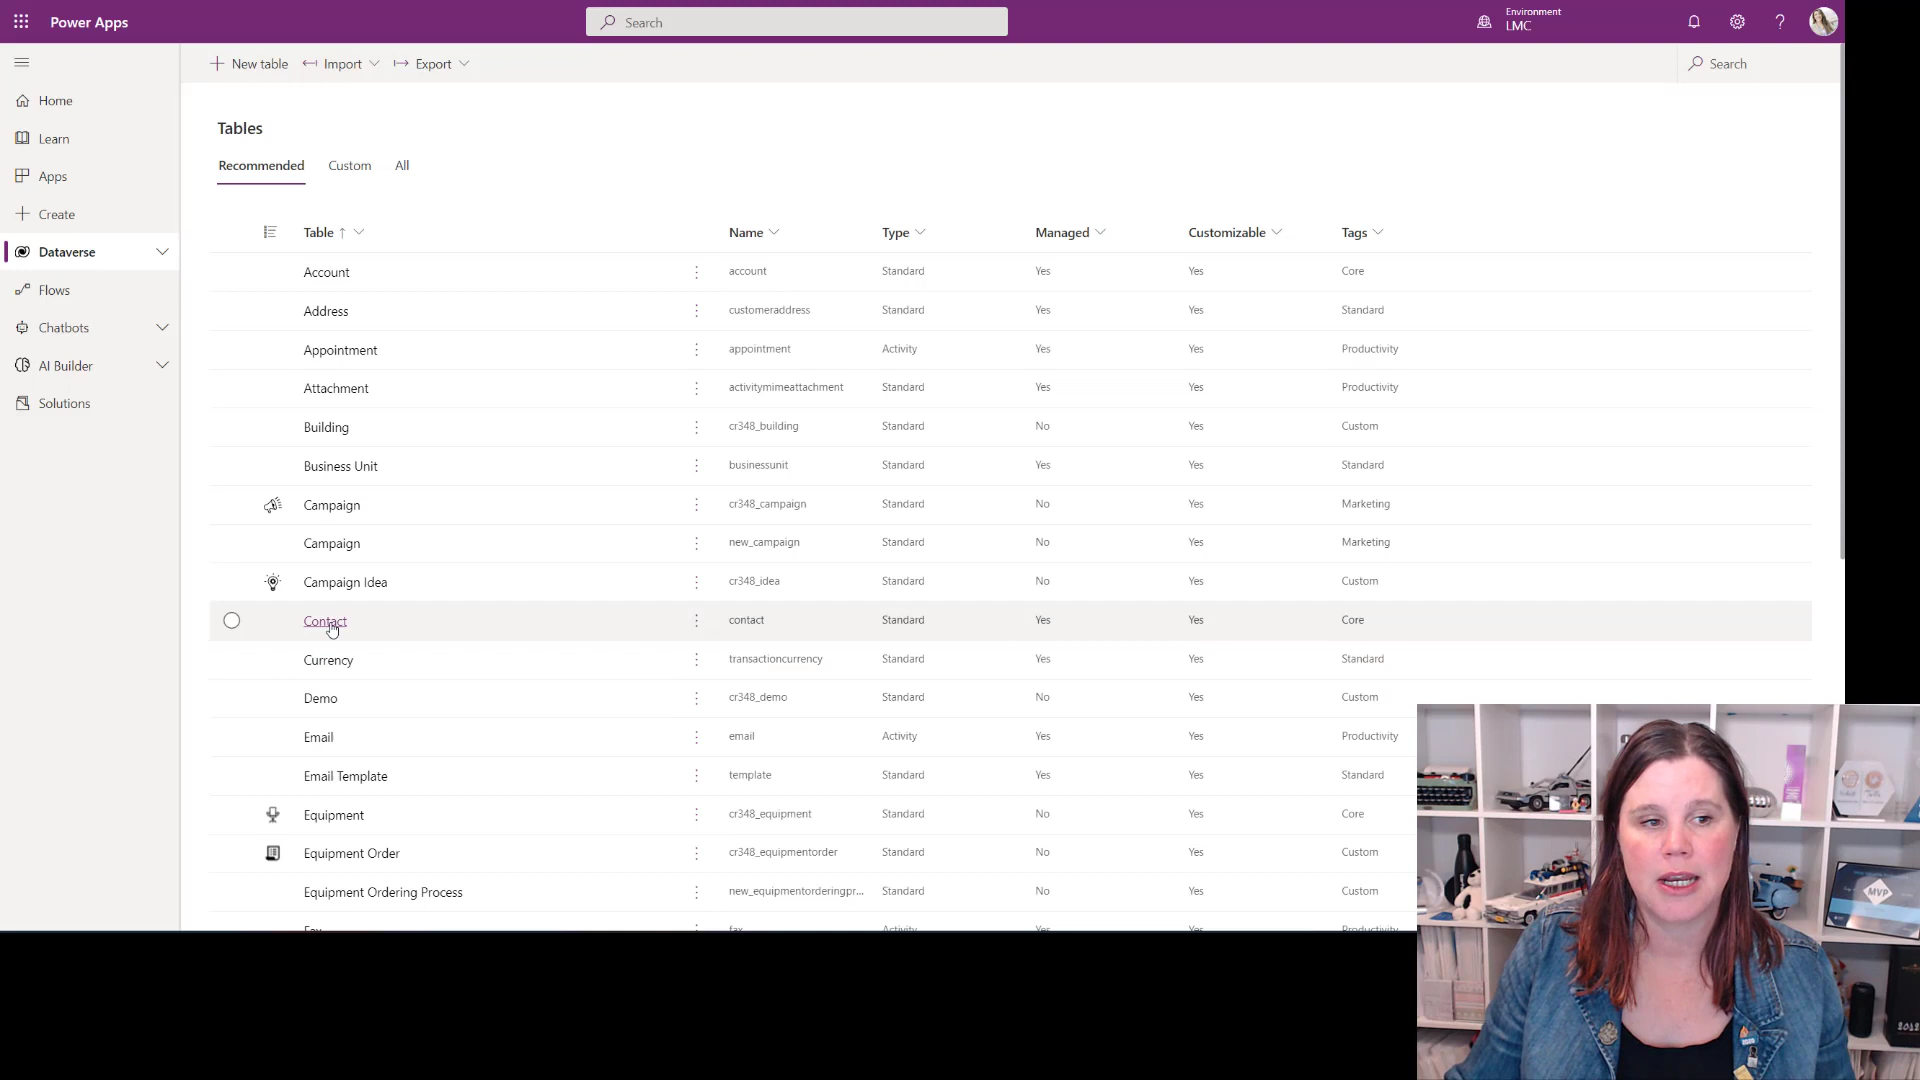 Power Apps
Search
Environment
LMC
?
New table
Import
Export
Search
Home
Learn
Apps
Create
Dataverse
Flows
Chatbots
AI Builder
Solutions
Tables
Recommended Custom All
Table ↑ Name Type Managed Customizable Tags
Account account Standard Yes Yes Core
Address customeraddress Standard Yes Yes Standard
Appointment appointment Activity Yes Yes Productivity
Attachment activitymimeattachment Standard Yes Yes Productivity
Building cr348_building Standard No Yes Custom
Business Unit businessunit Standard Yes Yes Standard
Campaign cr348_campaign Standard No Yes Marketing
Campaign new_campaign Standard No Yes Marketing
Campaign Idea cr348_idea Standard No Yes Custom
Contact contact Standard Yes Yes Core
Currency transactioncurrency Standard Yes Yes Standard
Demo cr348_demo Standard No Yes Custom
Email email Activity Yes Yes Productivity
Email Template template Standard Yes Yes Standard
Equipment cr348_equipment Standard No Yes Core
Equipment Order cr348_equipmentorder Standard No Yes Custom
Equipment Ordering Process new_equipmentorderingpr... Standard No Yes Custom
Fax fax Activity Yes Yes Productivity
MVP